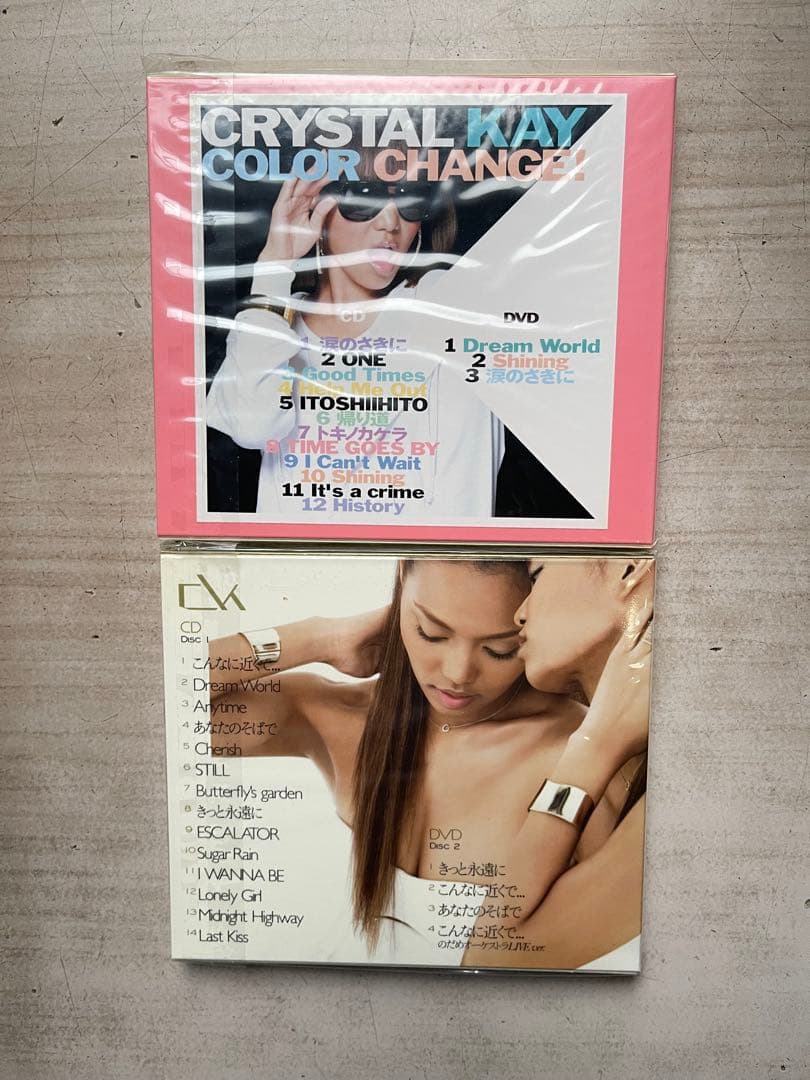 CRYSTAL KAY
COLOR CHANGE!
CD
1 涙のさきに
2 ONE
3 Good Times
4 Help Me Out
5 ITOSHIIHITO
6 帰り道
7 トキノカケラ
8 TIME GOES BY
9 I Can't Wait
10 Shining
11 It's a crime
12 History
DVD
1 Dream World
2 Shining
3 涙のさきに
CK
CD
Disc 1
1 こんなに近くで...
2 Dream World
3 Anytime
4 あなたのそばで
5 Cherish
6 STILL
7 Butterfly's garden
8 きっと永遠に
9 ESCALATOR
10 Sugar Rain
11 I WANNA BE
12 Lonely Girl
13 Midnight Highway
14 Last Kiss
DVD
Disc 2
1 きっと永遠に
2 こんなに近くで...
3 あなたのそばで
4 こんなに近くで...
のだめオーケストラLIVE ver.